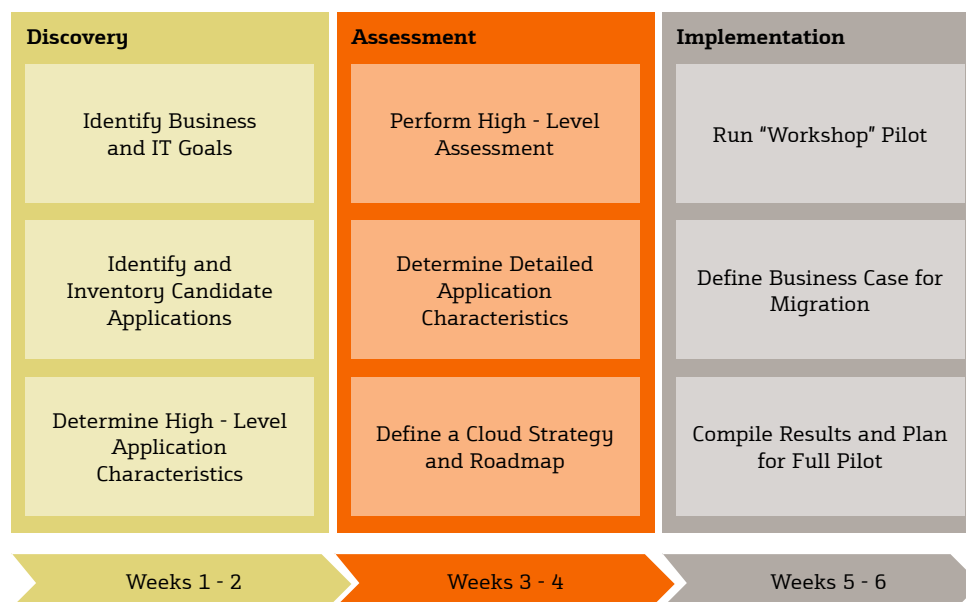 Discovery
Identify Business
and IT Goals
Identify and
Inventory Candidate
Applications
Determine High - Level
Application
Characteristics
Weeks 1 - 2
Assessment
Perform High - Level
Assessment
Determine Detailed
Application
Characteristics
Define a Cloud Strategy
and Roadmap
Weeks 3 - 4
Implementation
Run “Workshop” Pilot
Define Business Case for
Migration
Compile Results and Plan
for Full Pilot
Weeks 5 - 6